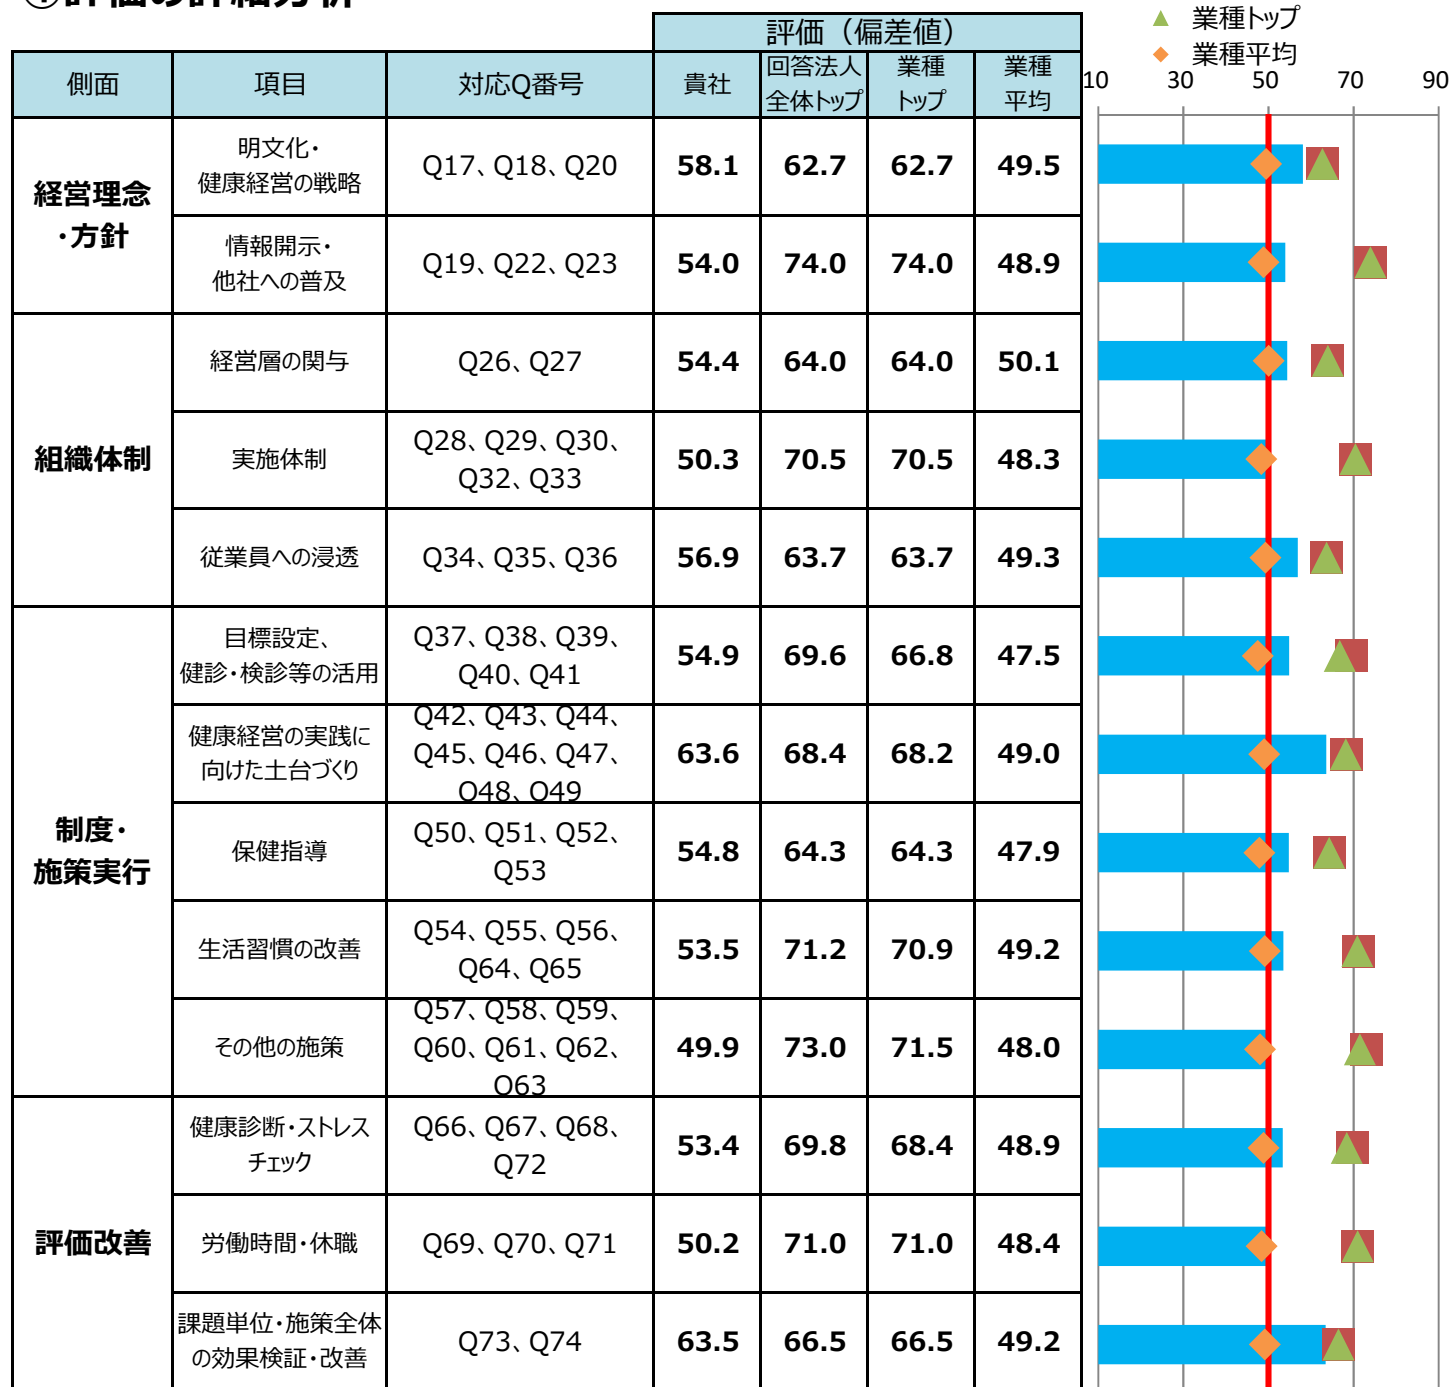 ①評価の詳細分析
▲ 業種トップ
◆ 業種平均
評価（偏差値）
側面 項目 対応Q番号 貴社 回答法人 業種 業種
全体トップ トップ 平均
10 30 50 70 90
経営理念
・方針
明文化・
健康経営の戦略
Q17、Q18、Q20 58.1 62.7 62.7 49.5
情報開示・
他社への普及
Q19、Q22、Q23 54.0 74.0 74.0 48.9
組織体制
経営層の関与 Q26、Q27 54.4 64.0 64.0 50.1
実施体制
Q28、Q29、Q30、
Q32、Q33
50.3 70.5 70.5 48.3
従業員への浸透 Q34、Q35、Q36 56.9 63.7 63.7 49.3
制度・
施策実行
目標設定、
健診・検診等の活用
Q37、Q38、Q39、
Q40、Q41
54.9 69.6 66.8 47.5
健康経営の実践に
向けた土台づくり
Q42、Q43、Q44、
Q45、Q46、Q47、
Q48、Q49
63.6 68.4 68.2 49.0
保健指導
Q50、Q51、Q52、
Q53
54.8 64.3 64.3 47.9
生活習慣の改善
Q54、Q55、Q56、
Q64、Q65
53.5 71.2 70.9 49.2
その他の施策
Q57、Q58、Q59、
Q60、Q61、Q62、
Q63
49.9 73.0 71.5 48.0
評価改善
健康診断・ストレス
チェック
Q66、Q67、Q68、
Q72
53.4 69.8 68.4 48.9
労働時間・休職 Q69、Q70、Q71 50.2 71.0 71.0 48.4
課題単位・施策全体
の効果検証・改善
Q73、Q74 63.5 66.5 66.5 49.2